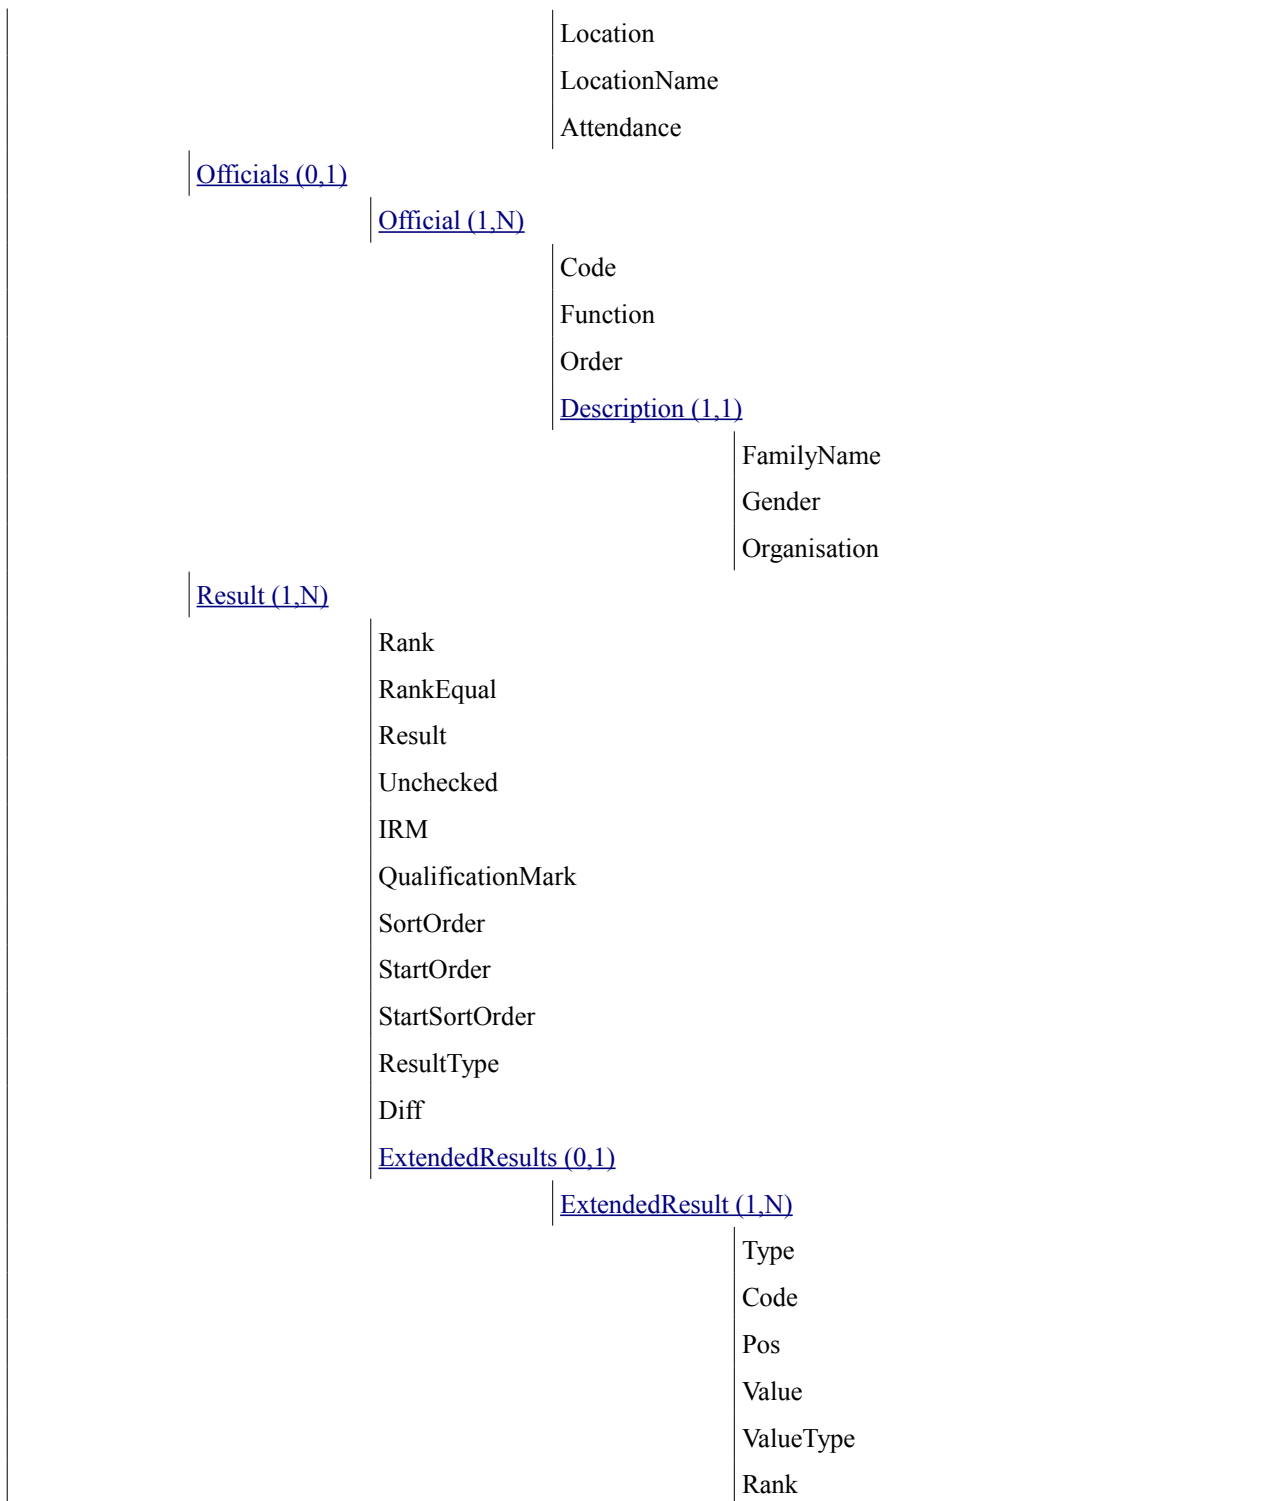 Location
LocationName
Attendance
Officials (0,1)
Official (1,N)
Code
Function
Order
Description (1,1)
FamilyName
Gender
Organisation
Result (1,N)
Rank
RankEqual
Result
Unchecked
IRM
QualificationMark
SortOrder
StartOrder
StartSortOrder
ResultType
Diff
ExtendedResults (0,1)
ExtendedResult (1,N)
Type
Code
Pos
Value
ValueType
Rank